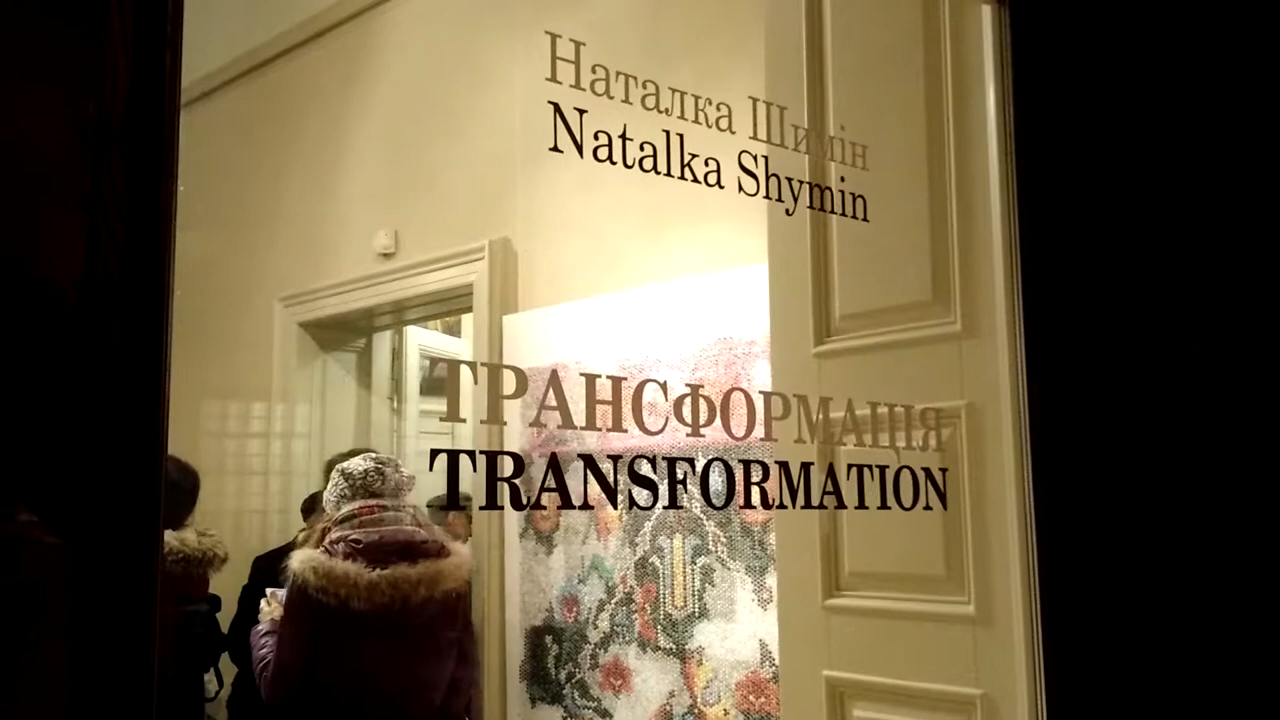 Наталка Шимін
Natalka Shymin
ТРАНСФОРМАЦІЯ
TRANSFORMATION